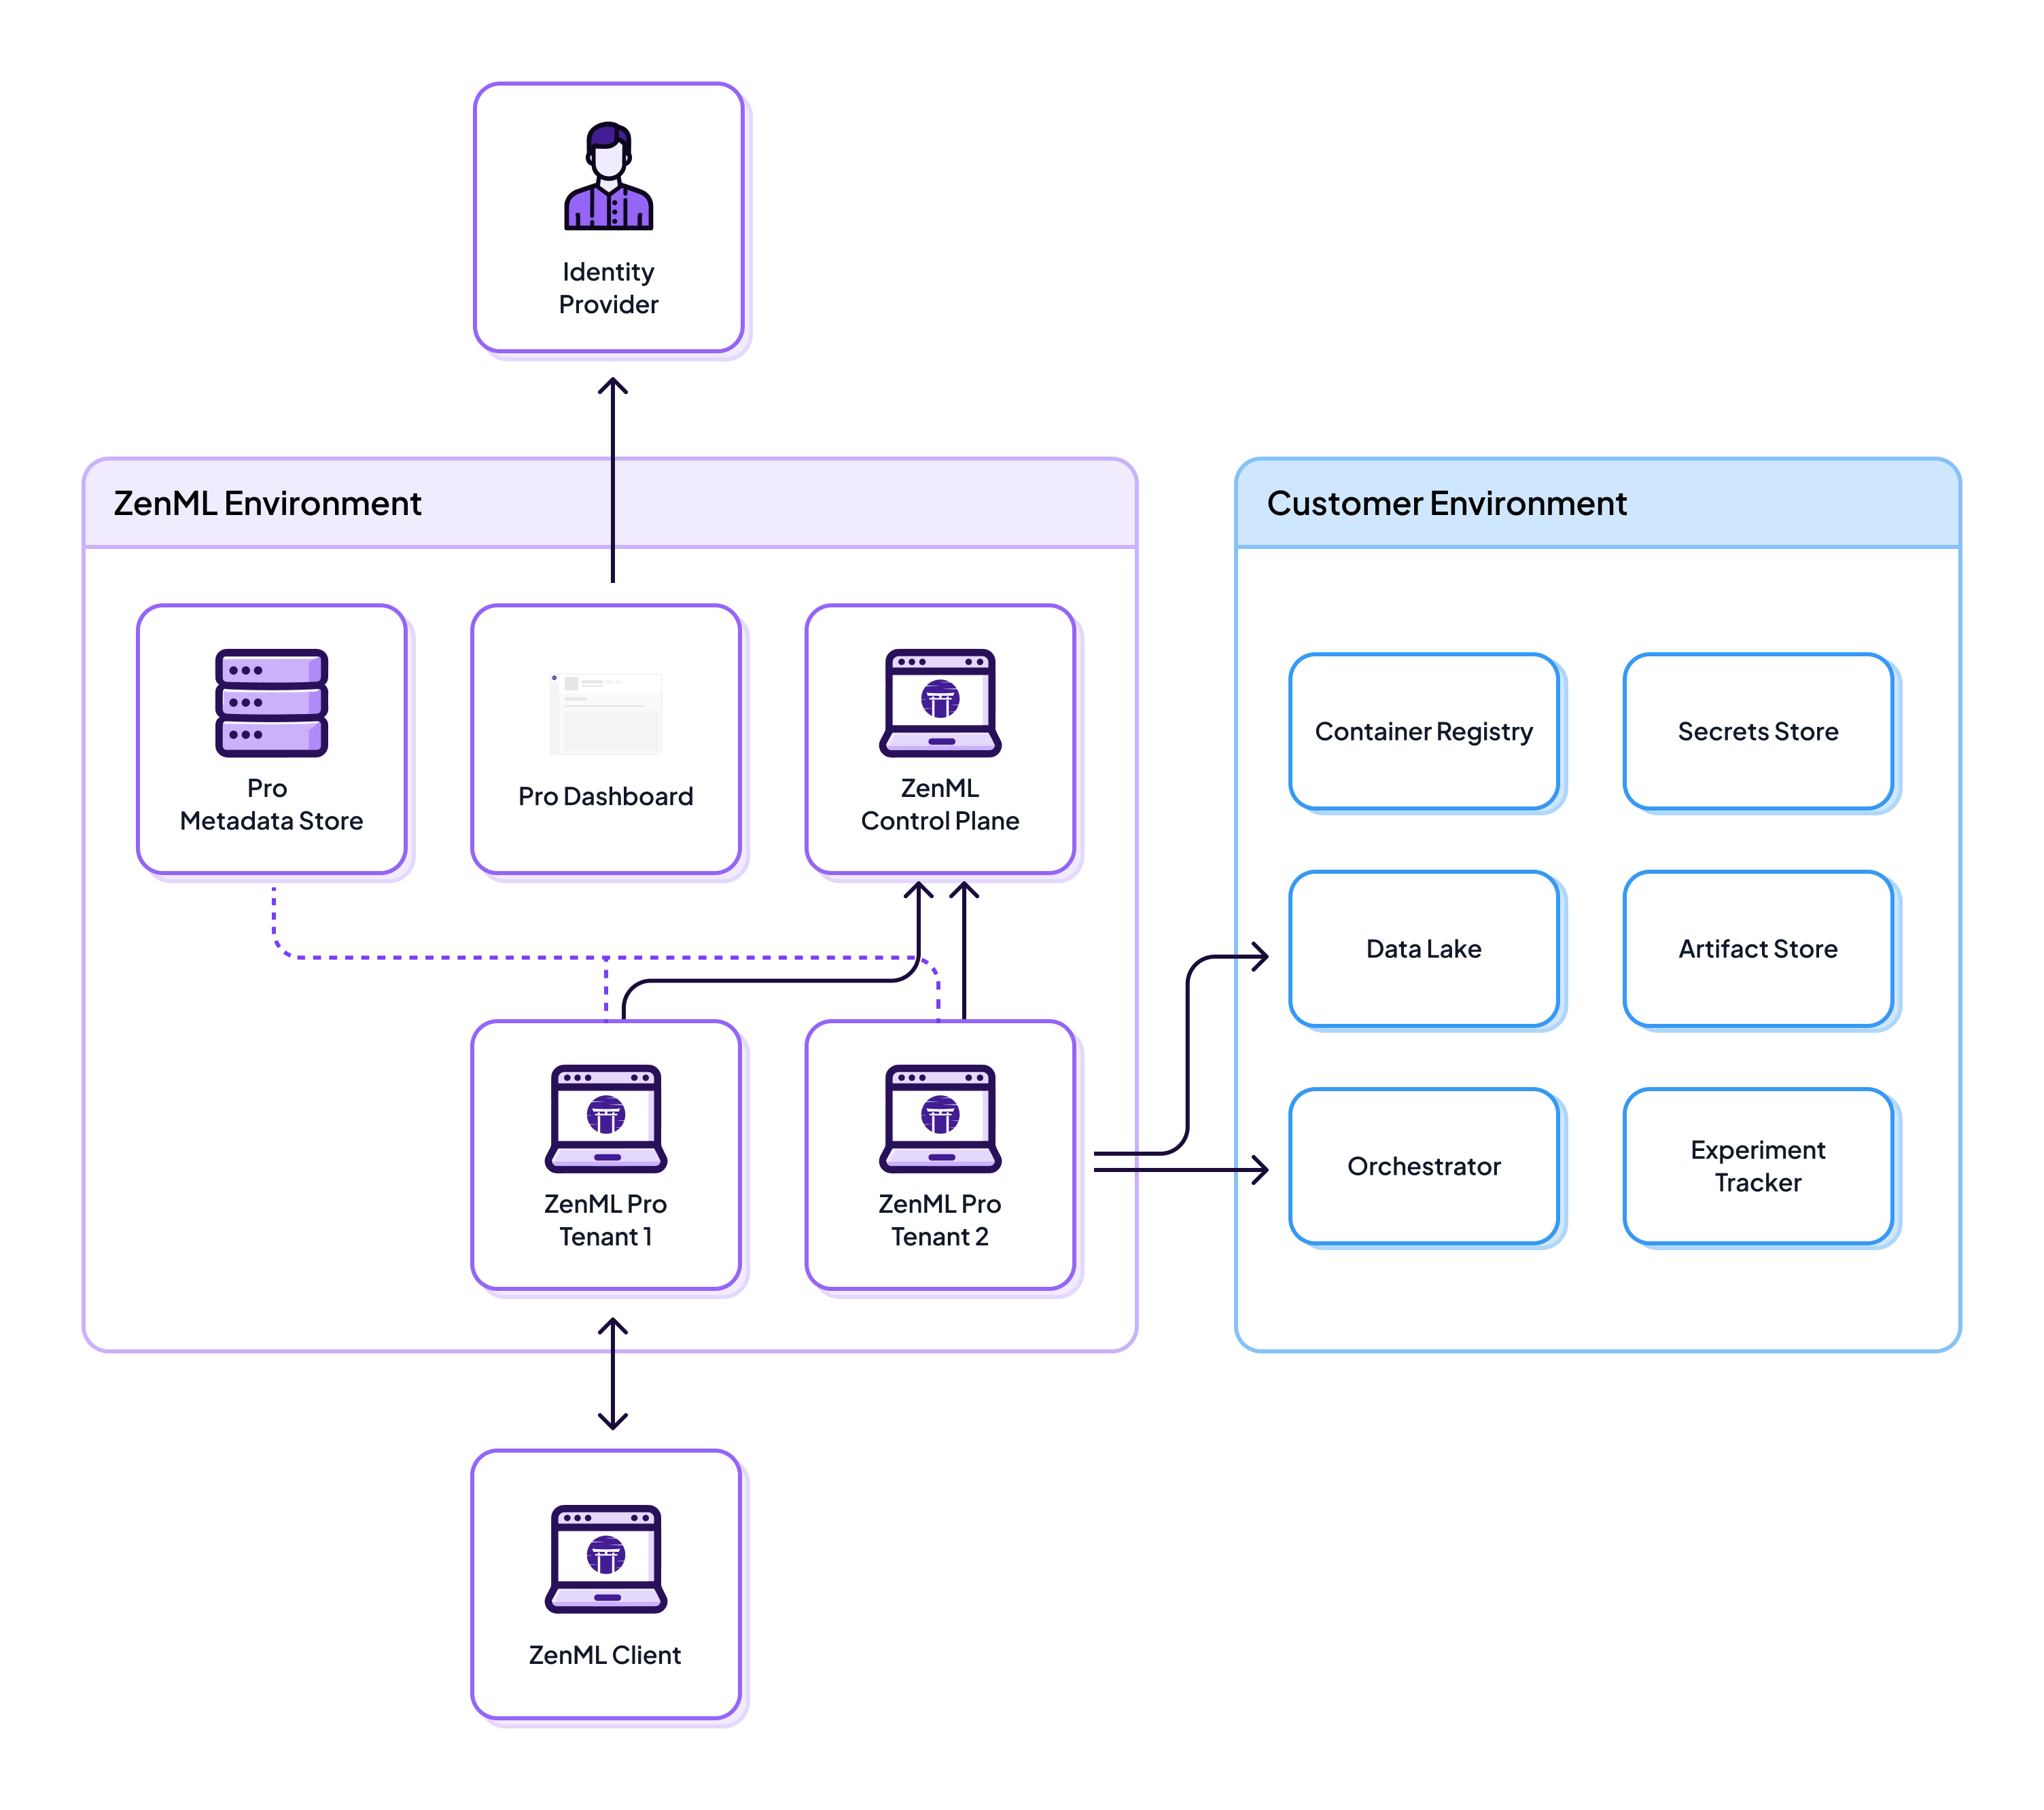 Identity
Provider
ZenML Environment
Pro
Metadata Store
Pro Dashboard
ZenML
Control Plane
ZenML Pro
Tenant 1
ZenML Pro
Tenant 2
ZenML Client
Customer Environment
Container Registry
Secrets Store
Data Lake
Artifact Store
Orchestrator
Experiment
Tracker